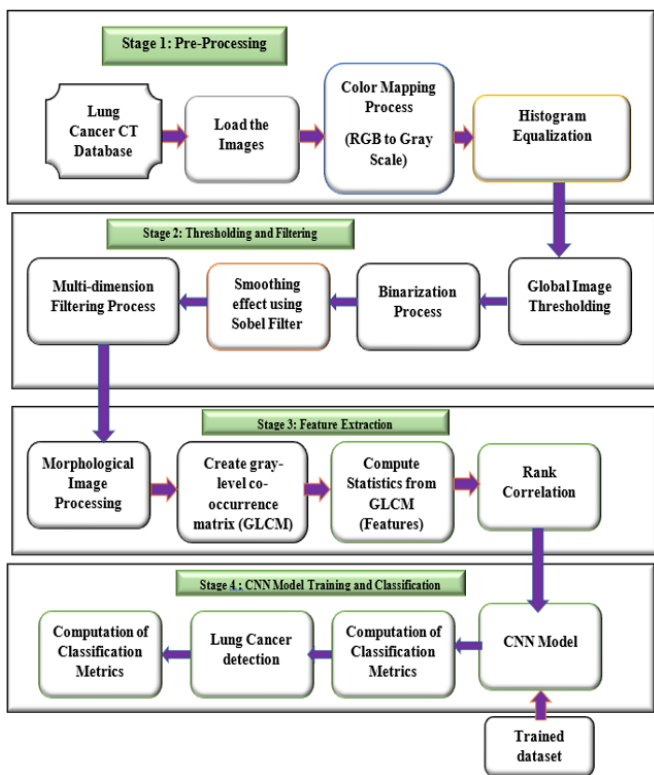 Stage 1: Pre-Processing
Lung
Cancer CT
Database
Load the
Images
Color Mapping
Process
(RGB to Gray
Scale)
Histogram
Equalization
Stage 2: Thresholding and Filtering
Multi-dimension
Filtering Process
Smoothing
effect using
Sobel Filter
Binarization
Process
Global Image
Thresholding
Stage 3: Feature Extraction
Morphological
Image
Processing
Create gray-
level co-
occurrence
matrix (GLCM)
Compute
Statistics from
GLCM
(Features)
Rank
Correlation
Stage 4 : CNN Model Training and Classification
Computation of
Classification
Metrics
Lung Cancer
detection
Computation of
Classification
Metrics
CNN Model
Trained
dataset